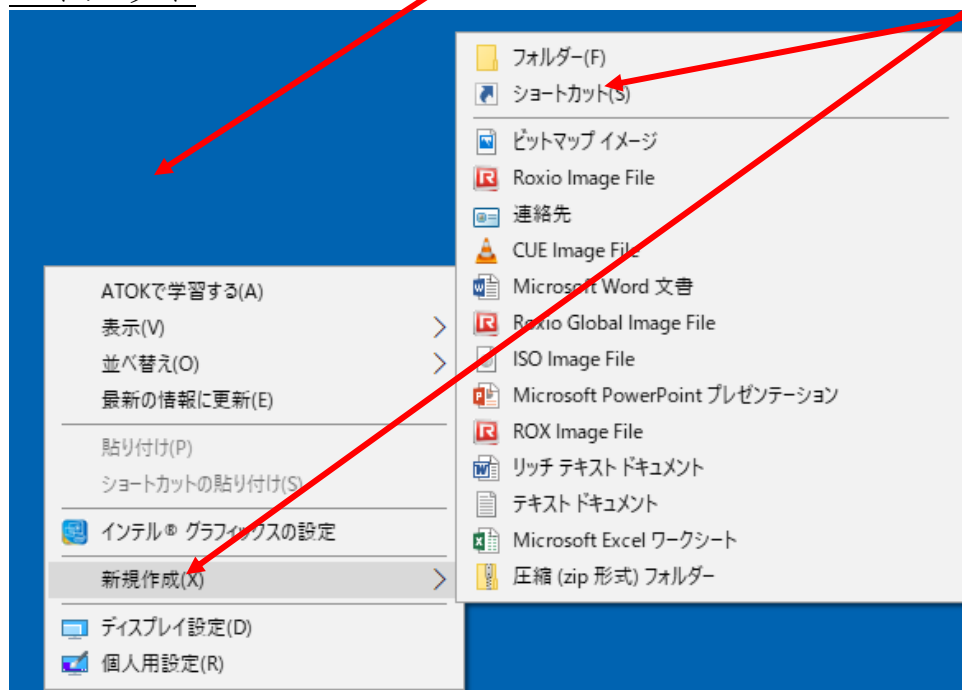 フォルダー(F)
ショートカット(S)
ビットマップ イメージ
Roxio Image File
連絡先
CUE Image File
Microsoft Word 文書
Roxio Global Image File
ISO Image File
Microsoft PowerPoint プレゼンテーション
ROX Image File
リッチ テキスト ドキュメント
テキスト ドキュメント
Microsoft Excel ワークシート
圧縮 (zip 形式) フォルダー
ATOKで学習する(A)
表示(V)
並べ替え(O)
最新の情報に更新(E)
貼り付け(P)
ショートカットの貼り付け(S)
インテル® グラフィックスの設定
新規作成(X)
ディスプレイ設定(D)
個人用設定(R)